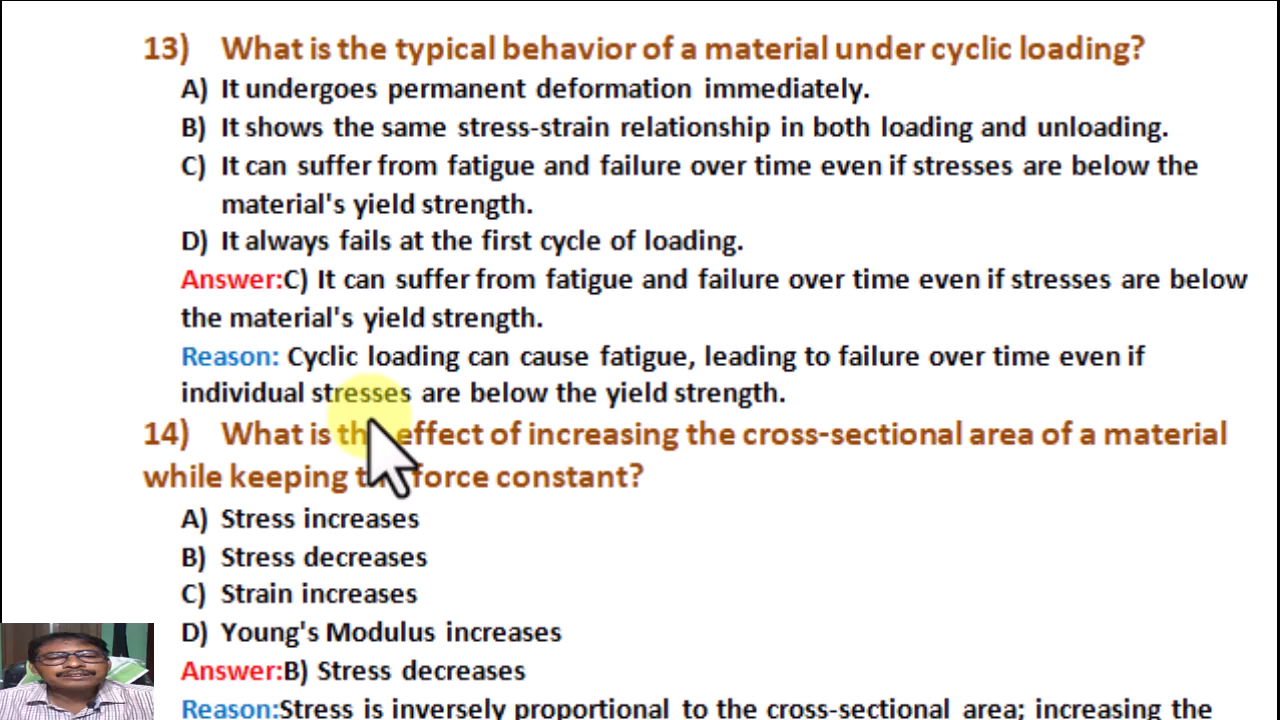 13) What is the typical behavior of a material under cyclic loading?
A) It undergoes permanent deformation immediately.
B) It shows the same stress-strain relationship in both loading and unloading.
C) It can suffer from fatigue and failure over time even if stresses are below the
material's yield strength.
D) It always fails at the first cycle of loading.
Answer:C) It can suffer from fatigue and failure over time even if stresses are below
the material's yield strength.
Reason: Cyclic loading can cause fatigue, leading to failure over time even if
individual stresses are below the yield strength.
14) What is the effect of increasing the cross-sectional area of a material
while keeping the force constant?
A) Stress increases
B) Stress decreases
C) Strain increases
D) Young's Modulus increases
Answer:B) Stress decreases
Reason:Stress is inversely proportional to the cross-sectional area; increasing the